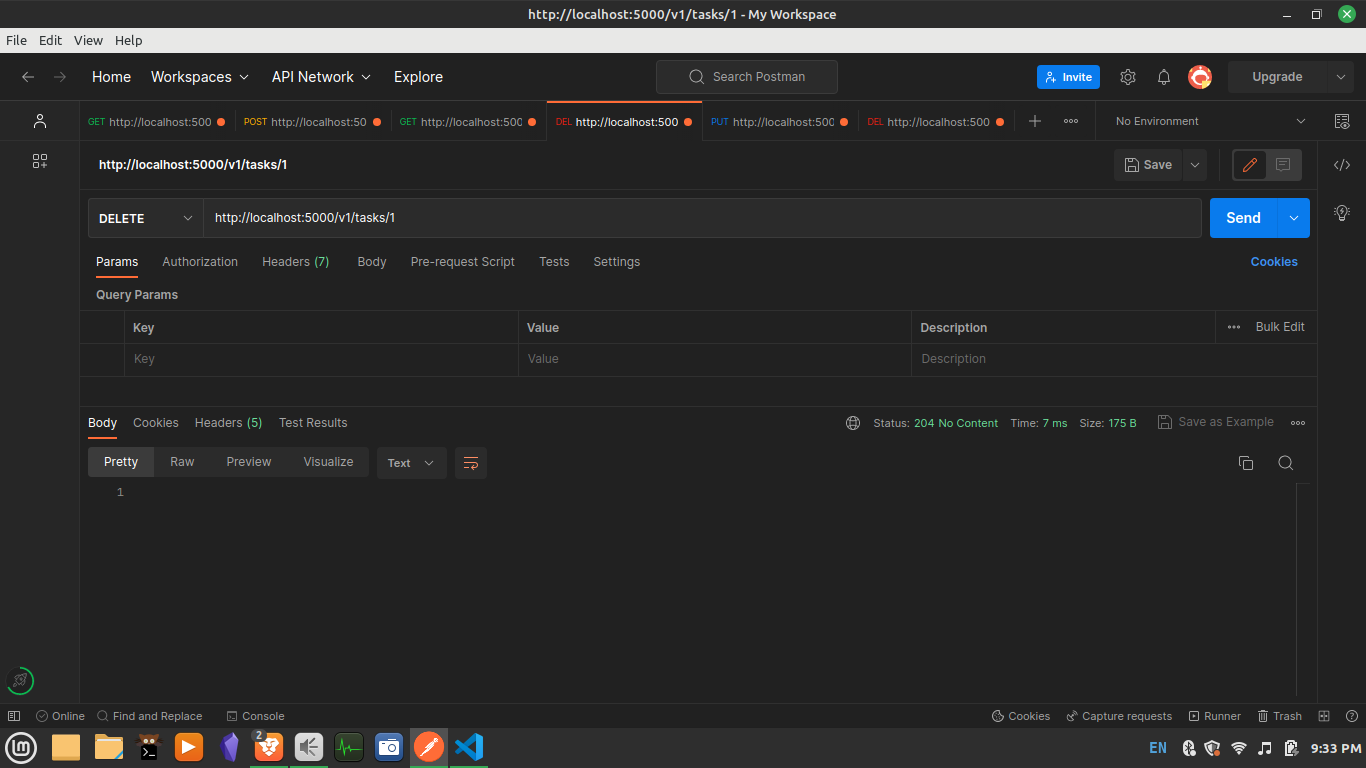 http://localhost:5000/v1/tasks/1 - My Workspace
File Edit View Help
Home Workspaces API Network Explore Search Postman Invite Upgrade
GET http://localhost:500 POST http://localhost:50 GET http://localhost:500 DEL http://localhost:500 PUT http://localhost:500 DEL http://localhost:500 No Environment
http://localhost:5000/v1/tasks/1 Save
DELETE http://localhost:5000/v1/tasks/1 Send
Params Authorization Headers (7) Body Pre-request Script Tests Settings Cookies
Query Params
Key Value Description Bulk Edit
Key Value Description
Body Cookies Headers (5) Test Results Status: 204 No Content Time: 7 ms Size: 175 B Save as Example
Pretty Raw Preview Visualize Text
1
Online Find and Replace Console Cookies Capture requests Runner Trash
2
EN 9:33 PM